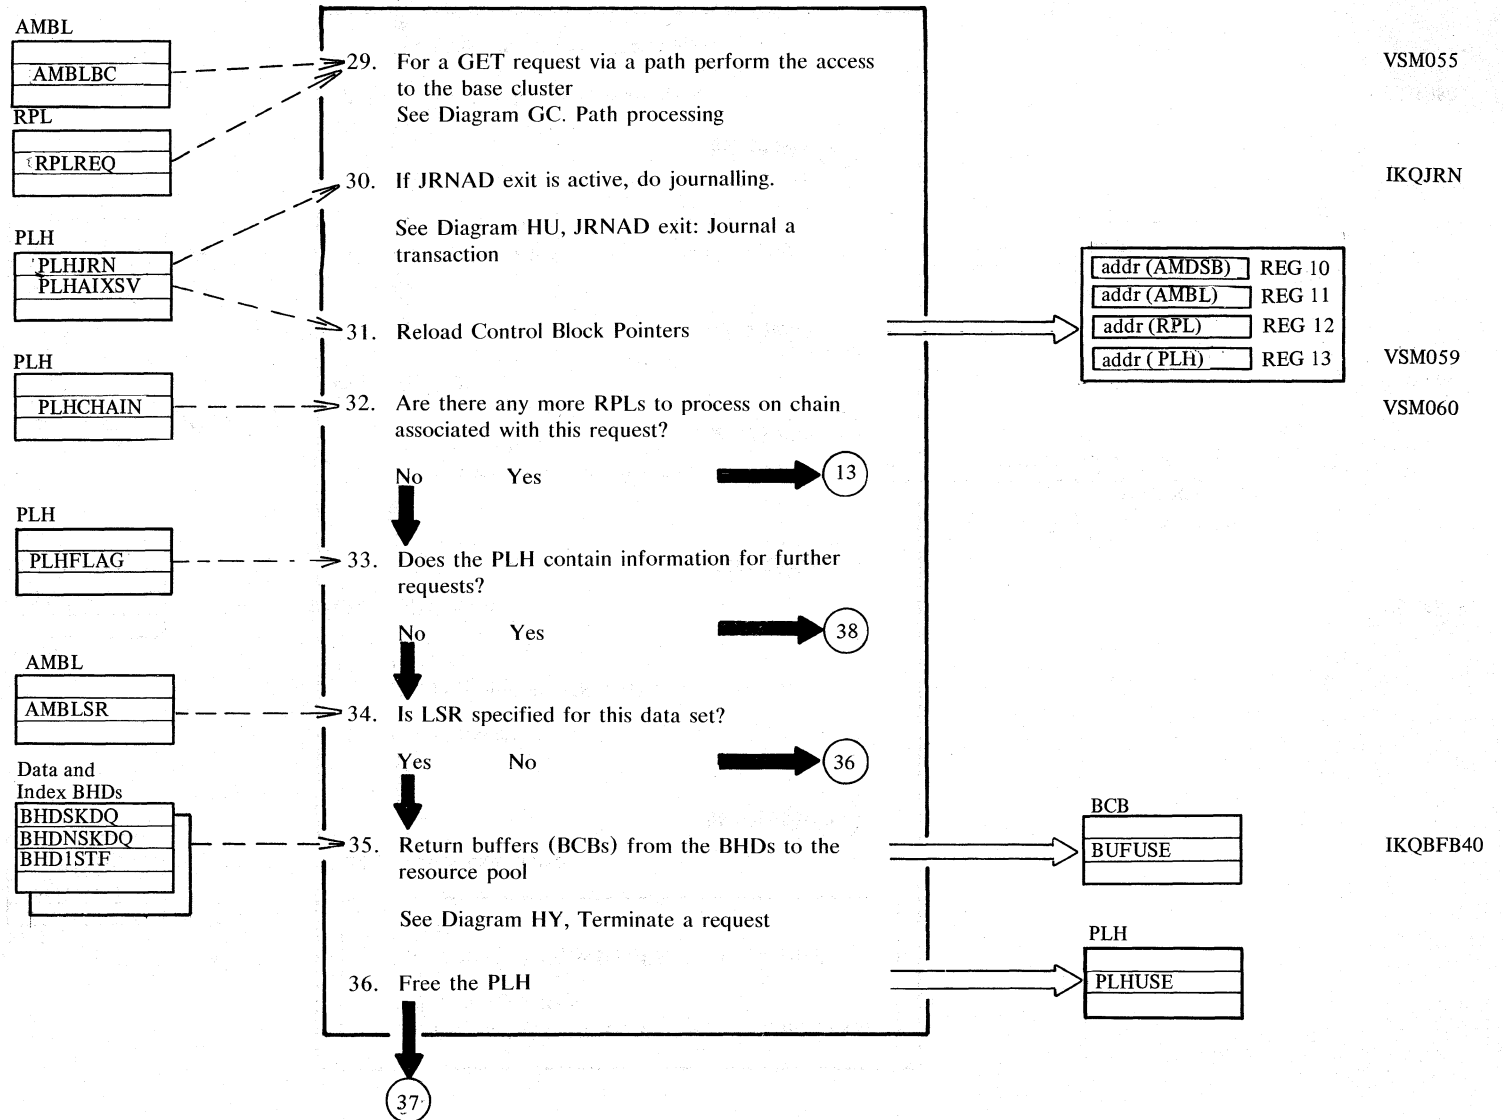 AMBL
AMBLBC
RPL
RPLREQ
PLH
PLHJRN
PLHAIXSV
PLH
PLHCHAIN
PLH
PLHFLAG
AMBL
AMBLSR
Data and
Index BHDs
BHDSKDQ
BHDNSKDQ
BHD1STF
29. For a GET request via a path perform the access
to the base cluster
See Diagram GC. Path processing
30. If JRNAD exit is active, do journalling.
See Diagram HU, JRNAD exit: Journal a
transaction
31. Reload Control Block Pointers
32. Are there any more RPLs to process on chain
associated with this request?
No Yes 13
33. Does the PLH contain information for further
requests?
No Yes 38
34. Is LSR specified for this data set?
Yes No 36
35. Return buffers (BCBs) from the BHDs to the
resource pool
See Diagram HY, Terminate a request
36. Free the PLH
37
addr (AMDSB) REG 10
addr (AMBL) REG 11
addr (RPL) REG 12
addr (PLH) REG 13
BCB
BUFUSE
PLH
PLHUSE
VSM055
IKQJRN
VSM059
VSM060
IKQBFB40